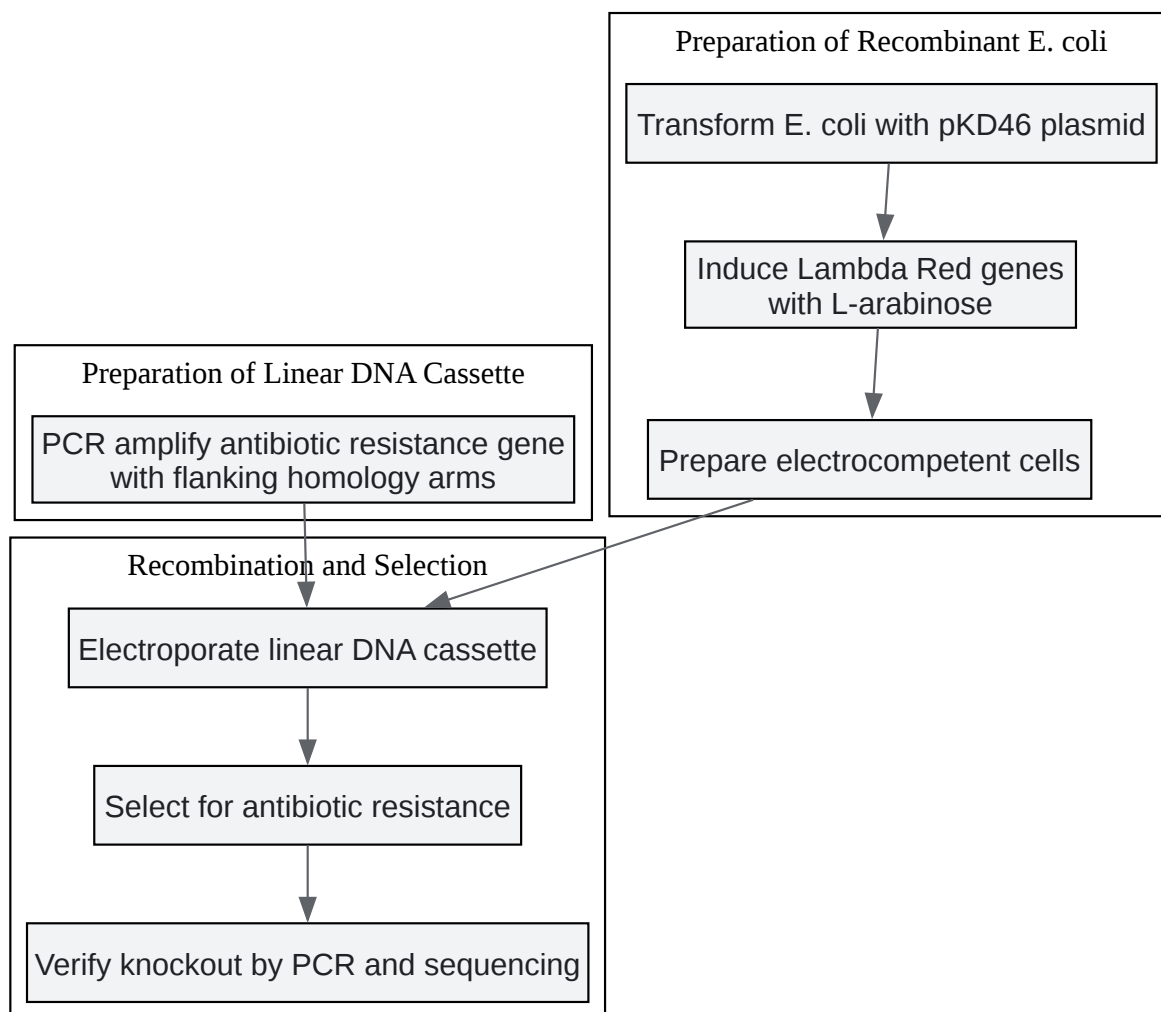 Preparation of Recombinant E. coli
Transform E. coli with pKD46 plasmid
Induce Lambda Red genes
with L-arabinose
Prepare electrocompetent cells
Preparation of Linear DNA Cassette
PCR amplify antibiotic resistance gene
with flanking homology arms
Recombination and Selection
Electroporate linear DNA cassette
Select for antibiotic resistance
Verify knockout by PCR and sequencing